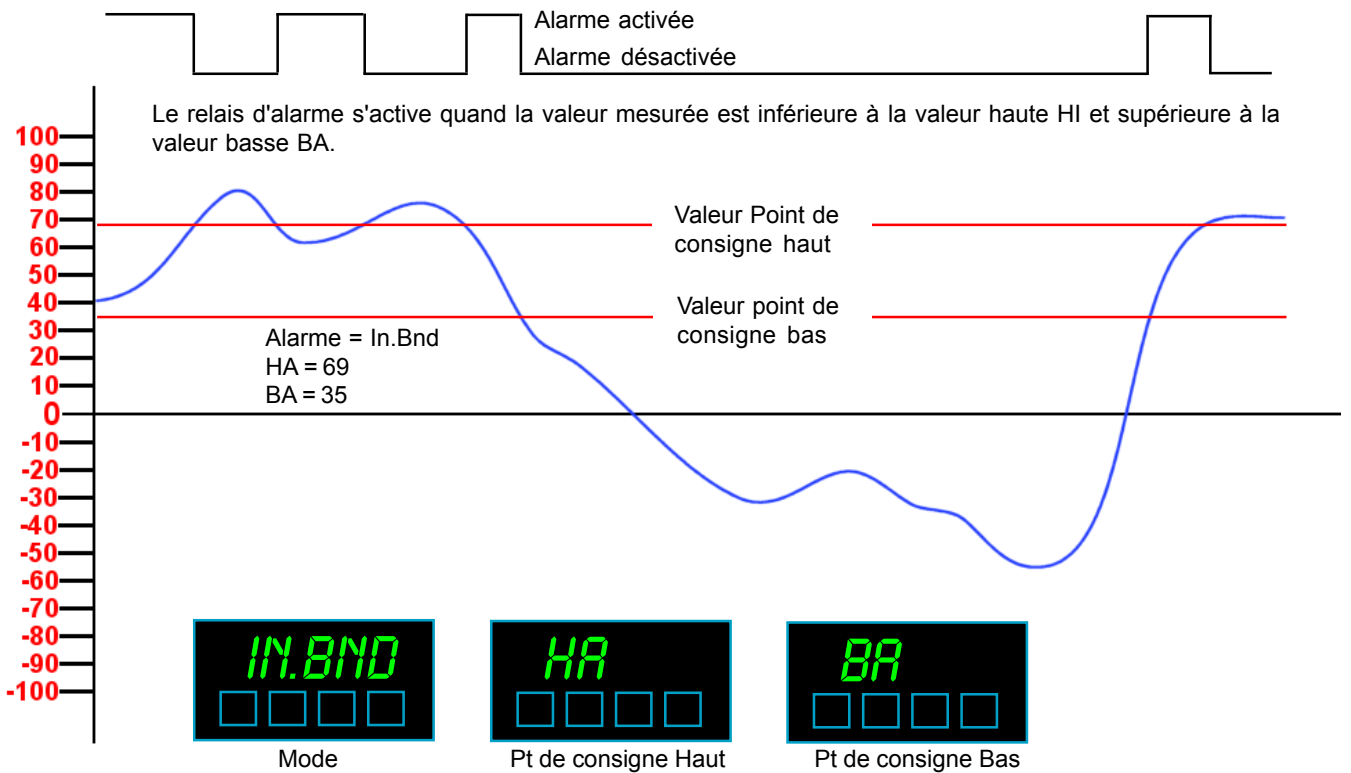 Alarme activée
Alarme désactivée
Le relais d'alarme s'active quand la valeur mesurée est inférieure à la valeur haute HI et supérieure à la
valeur basse BA.
100
90
80
70
60
50
40
30
20
10
0
-10
-20
-30
-40
-50
-60
-70
-80
-90
-100
Valeur Point de
consigne haut
Valeur point de
consigne bas
Alarme = In.Bnd
HA = 69
BA = 35
IN.BND
HA
BA
Mode
Pt de consigne Haut
Pt de consigne Bas